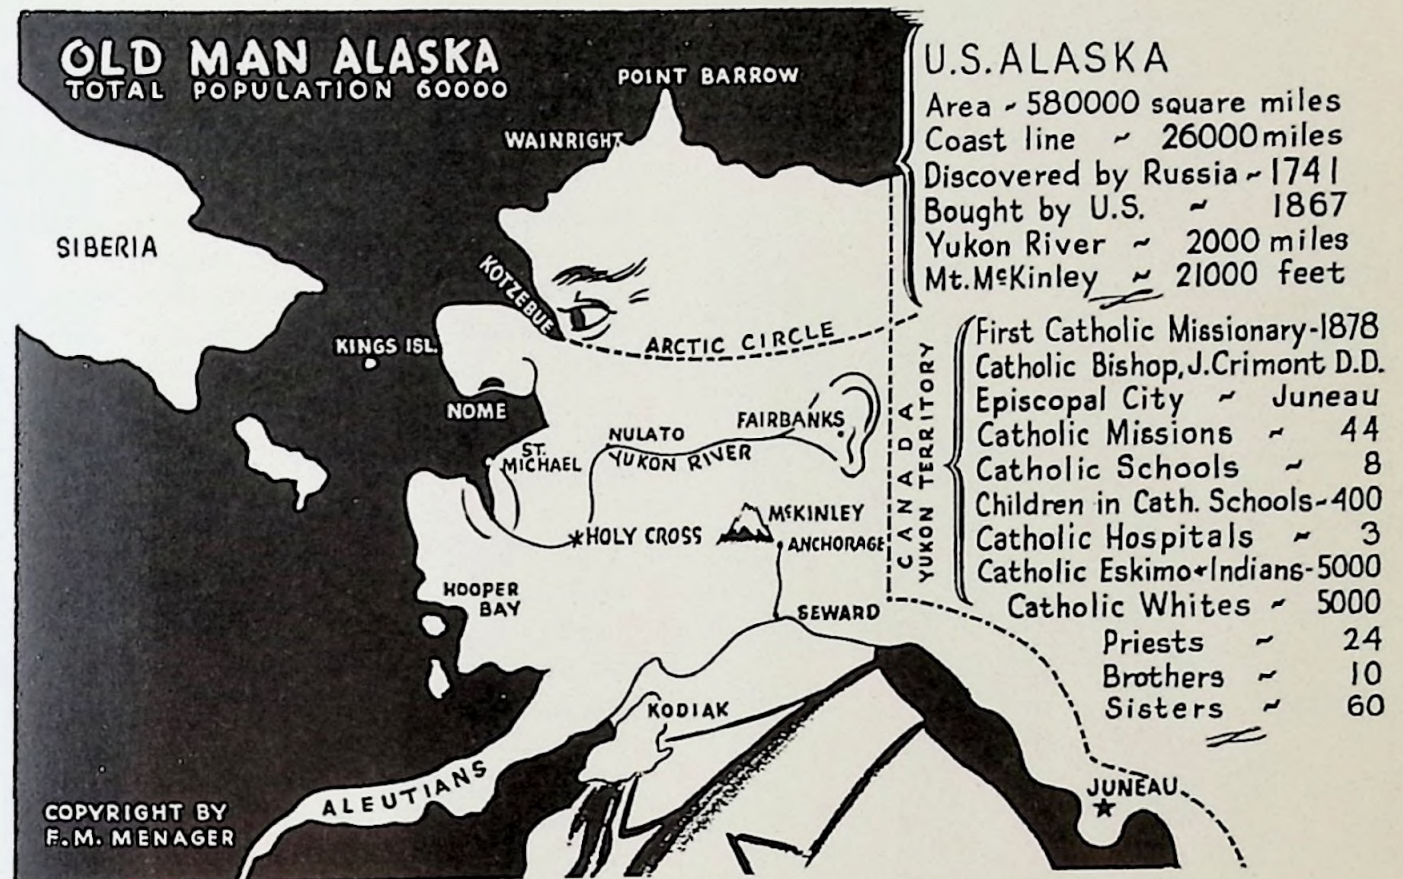 OLD MAN ALASKA
TOTAL POPULATION 60000
POINT BARROW
WAINRIGHT
SIBERIA
KOTZEBUE
KINGS ISL.
ARCTIC CIRCLE
NOME
FAIRBANKS
NULATO
YUKON RIVER
ST.
MICHAEL
*HOLY CROSS
McKINLEY
ANCHORAGE
HOOPER
BAY
SEWARD
KODIAK
ALEUTIANS
JUNEAU
CANADA
YUKON TERRITORY
COPYRIGHT BY
F.M. MENAGER
U.S. ALASKA
Area ~ 580000 square miles
Coast line ~ 26000 miles
Discovered by Russia ~ 1741
Bought by U.S. ~ 1867
Yukon River ~ 2000 miles
Mt. McKinley ~ 21000 feet
First Catholic Missionary-1878
Catholic Bishop, J. Crimont D.D.
Episcopal City ~ Juneau
Catholic Missions ~ 44
Catholic Schools ~ 8
Children in Cath. Schools-400
Catholic Hospitals ~ 3
Catholic Eskimo+Indians-5000
Catholic Whites ~ 5000
Priests ~ 24
Brothers ~ 10
Sisters ~ 60